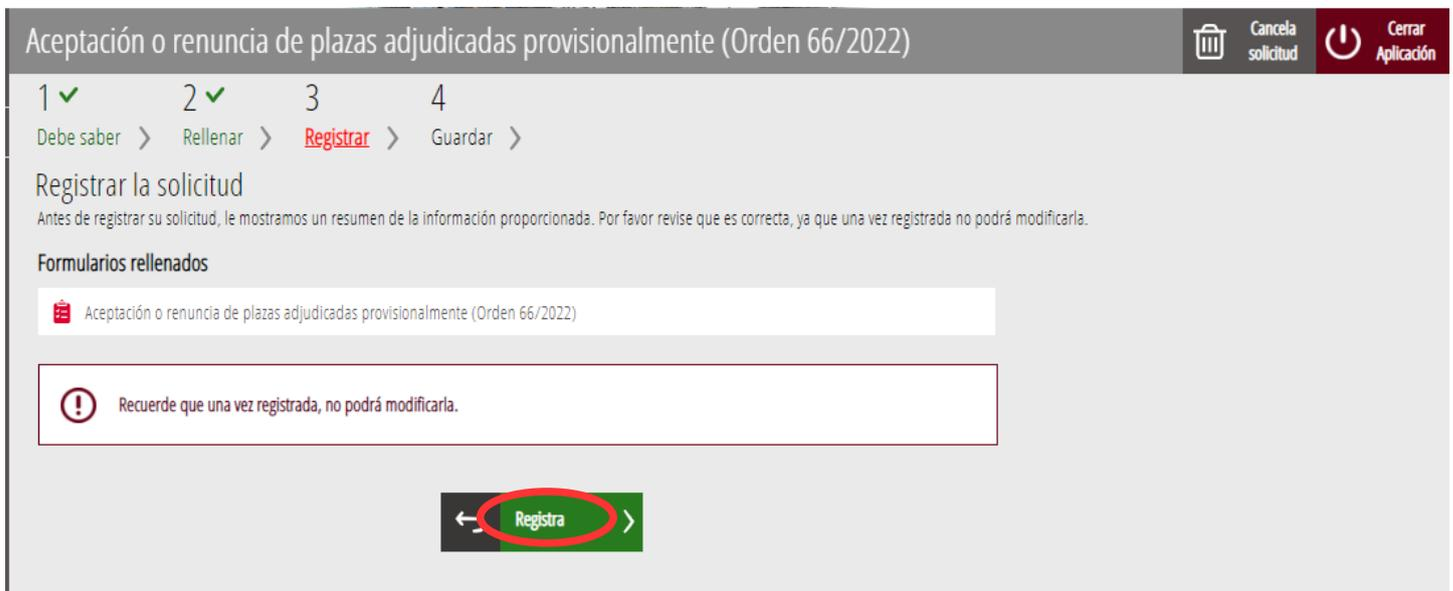 Aceptación o renuncia de plazas adjudicadas provisionalmente (Orden 66/2022)
Cancela
solicitud
Cerrar
Aplicación
1 2 3 4
Debe saber Rellenar Registrar Guardar
Registrar la solicitud
Antes de registrar su solicitud, le mostramos un resumen de la información proporcionada. Por favor revise que es correcta, ya que una vez registrada no podrá modificarla.
Formularios rellenados
Aceptación o renuncia de plazas adjudicadas provisionalmente (Orden 66/2022)
Recuerde que una vez registrada, no podrá modificarla.
Registra